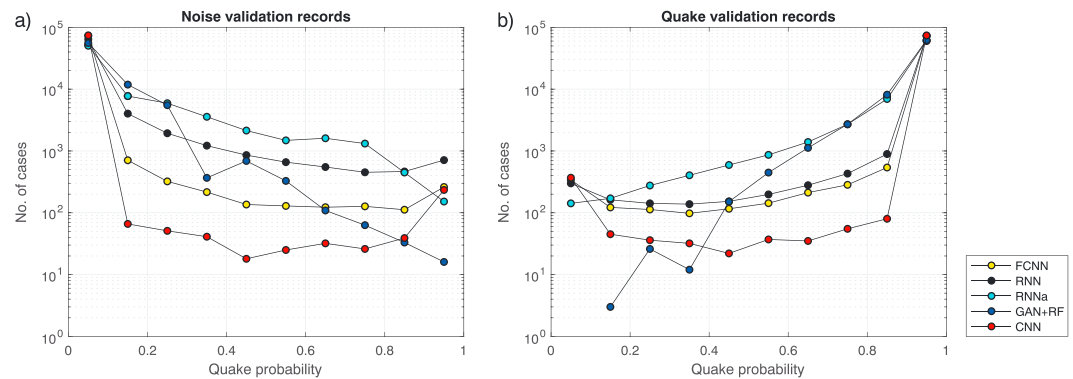 a) Noise validation records
10^5
10^4
10^3
10^2
10^1
10^0
No. of cases
0 0.2 0.4 0.6 0.8 1
Quake probability
b) Quake validation records
10^5
10^4
10^3
10^2
10^1
10^0
No. of cases
0 0.2 0.4 0.6 0.8 1
Quake probability
FCNN
RNN
RNNa
GAN+RF
CNN